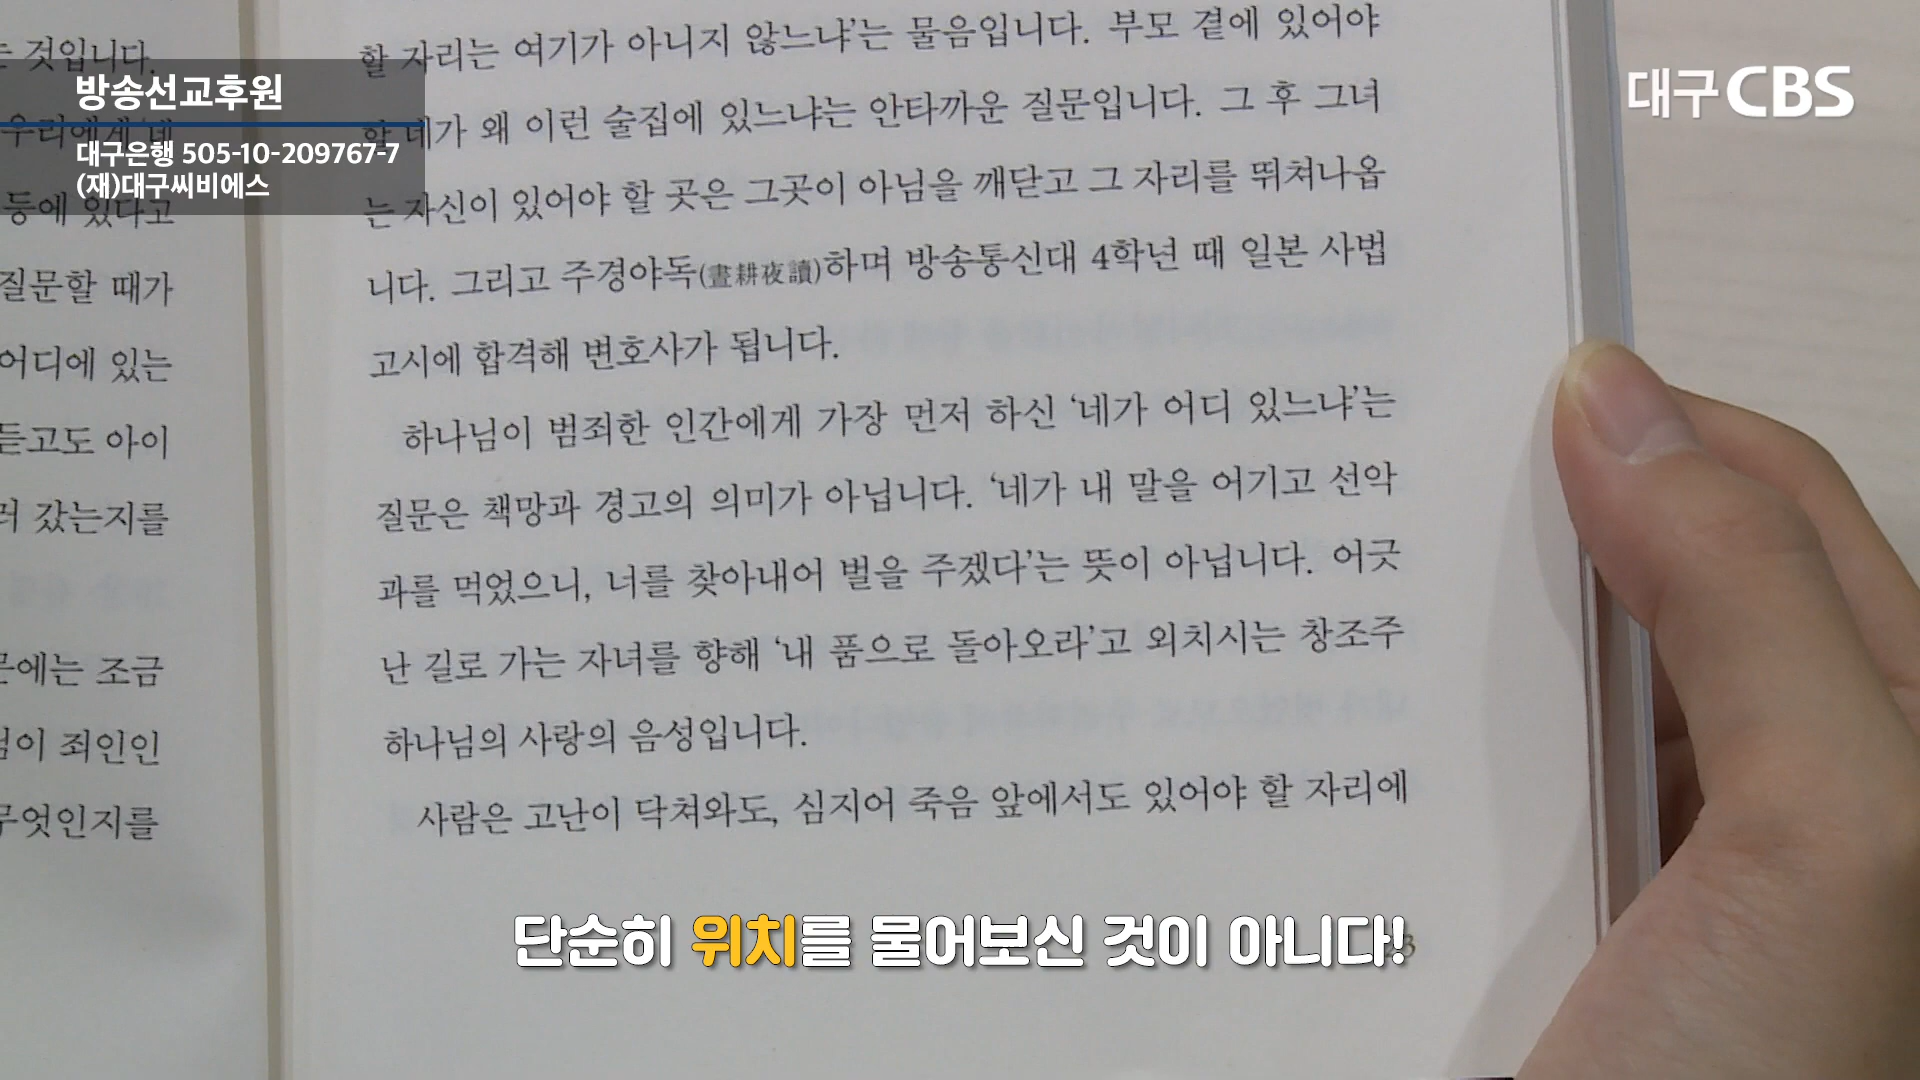 방송선교후원
대구은행 505-10-209767-7
(재)대구씨비에스
대구CBS
것입니다.
우리에게 네
등에 있다고
질문할 때가
어디에 있는
듣고도 아이
갔는지를
에는 조금
이 죄인인
무엇인지를
할 자리는 여기가 아니지 않느냐’는 물음입니다. 부모 곁에 있어야
할 네가 왜 이런 술집에 있느냐는 안타까운 질문입니다. 그 후 그녀
는 자신이 있어야 할 곳은 그곳이 아님을 깨닫고 그 자리를 뛰쳐나옵
니다. 그리고 주경야독(晝耕夜讀)하며 방송통신대 4학년 때 일본 사법
고시에 합격해 변호사가 됩니다.
하나님이 범죄한 인간에게 가장 먼저 하신 ‘네가 어디 있느냐’는
질문은 책망과 경고의 의미가 아닙니다. ‘네가 내 말을 어기고 선악
과를 먹었으니, 너를 찾아내어 벌을 주겠다’는 뜻이 아닙니다. 어긋
난 길로 가는 자녀를 향해 ‘내 품으로 돌아오라’고 외치시는 창조주
하나님의 사랑의 음성입니다.
사람은 고난이 닥쳐와도, 심지어 죽음 앞에서도 있어야 할 자리에
단순히 위치를 물어보신 것이 아니다!